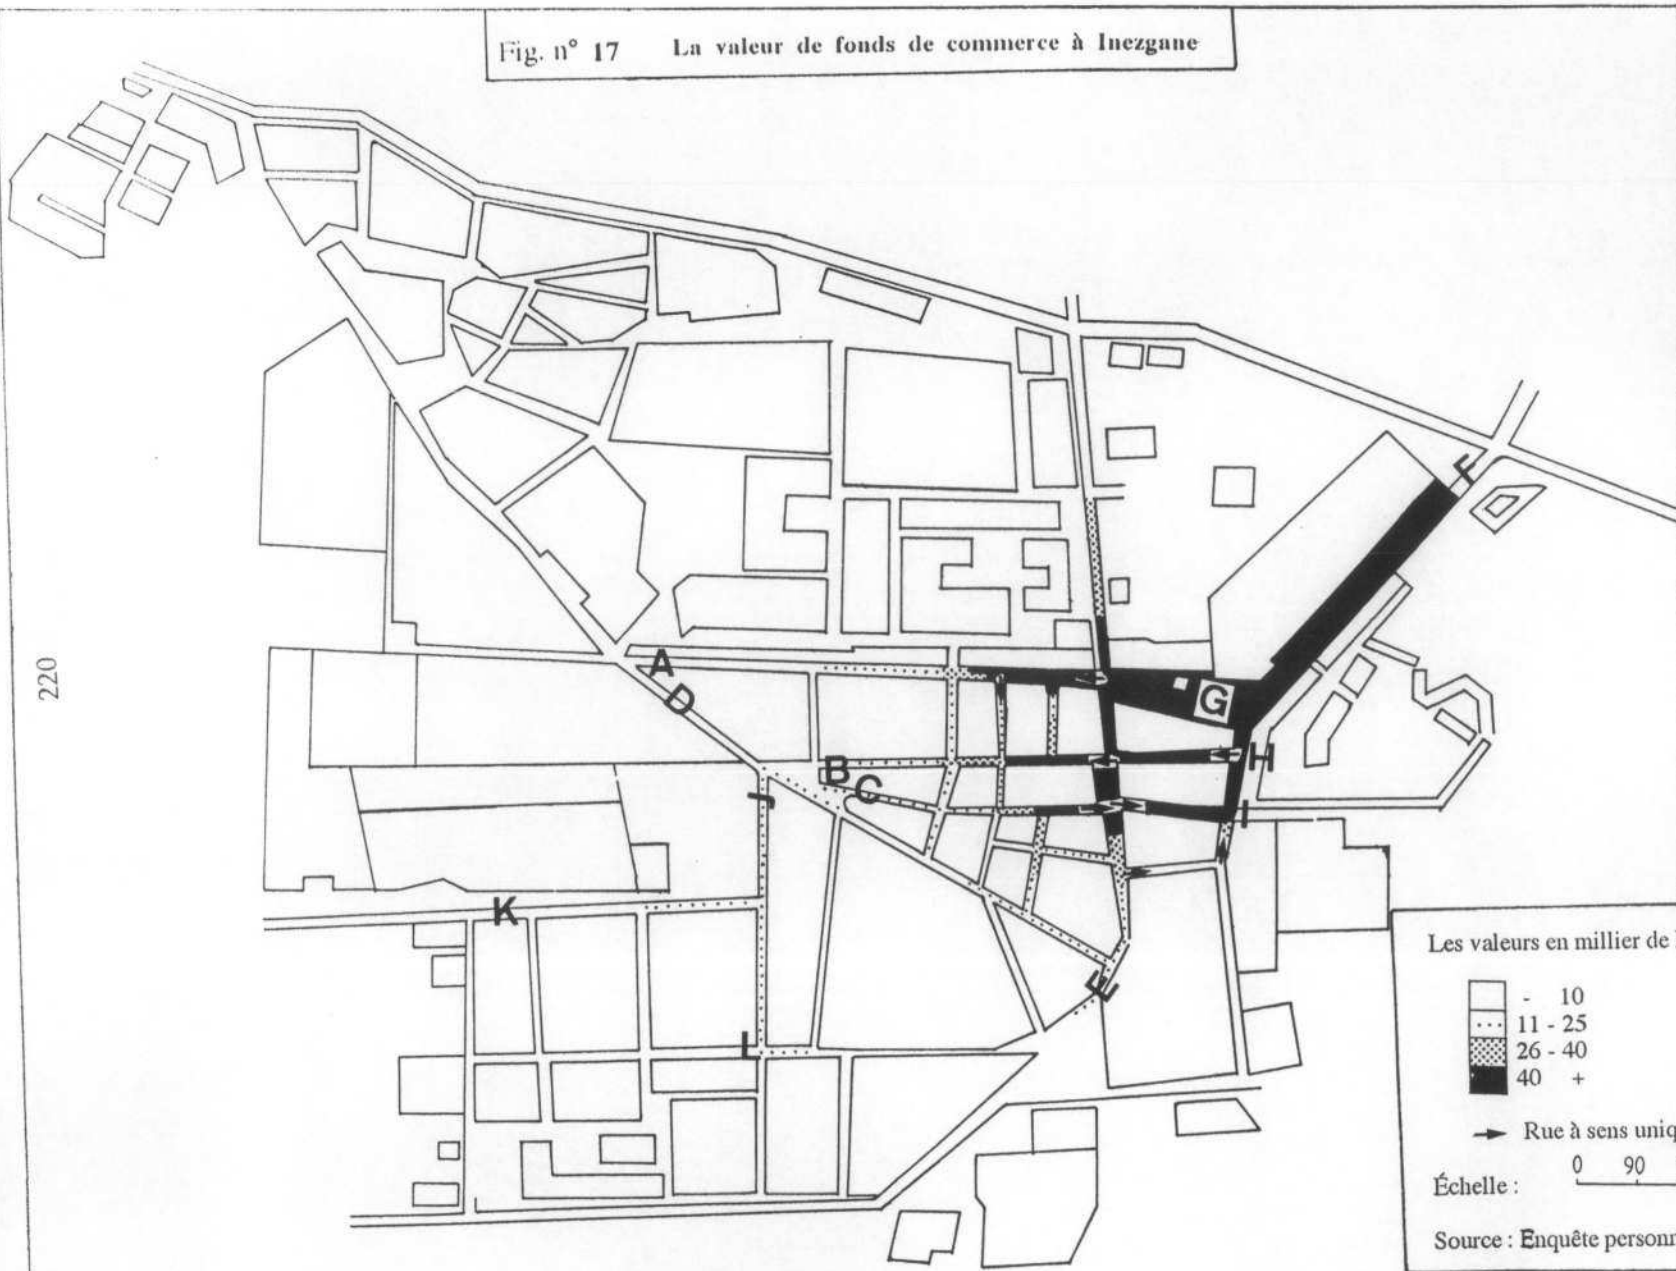 Fig. n° 17 La valeur de fonds de commerce à Inezgane
F
A
D
G
B
H
C
J
I
K
E
L
220
Les valeurs en millier de
- 10
11 - 25
26 - 40
40 +
Rue à sens uniq
0 90
Échelle :
Source : Enquête personn